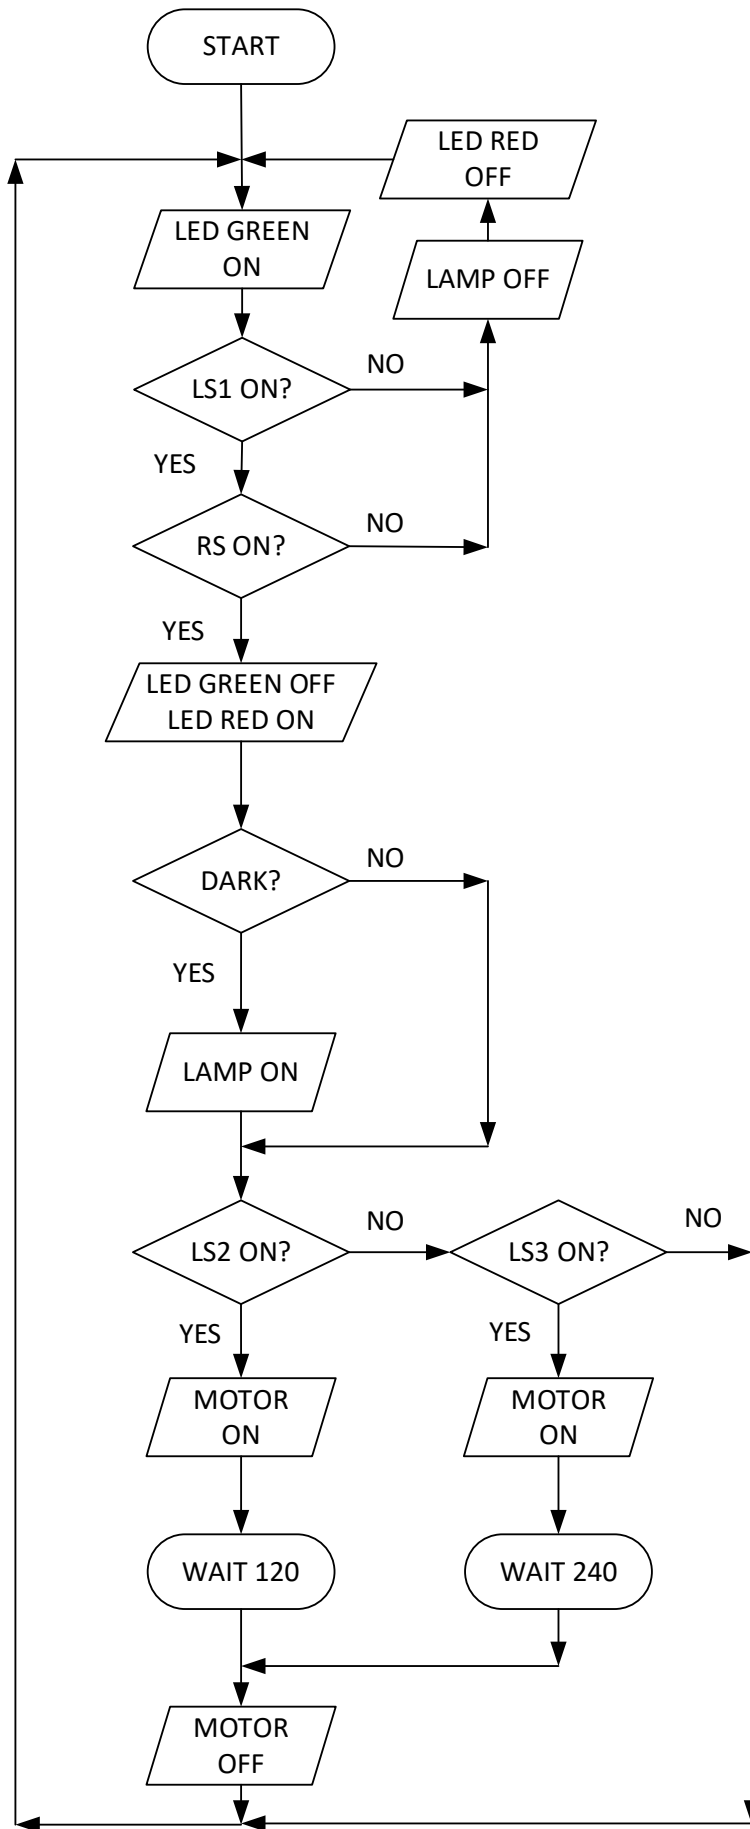 START
LED RED
OFF
LED GREEN
ON
LAMP OFF
LS1 ON?
NO
YES
RS ON?
NO
YES
LED GREEN OFF
LED RED ON
DARK?
NO
YES
LAMP ON
LS2 ON?
NO
LS3 ON?
NO
YES
YES
MOTOR
ON
MOTOR
ON
WAIT 120
WAIT 240
MOTOR
OFF